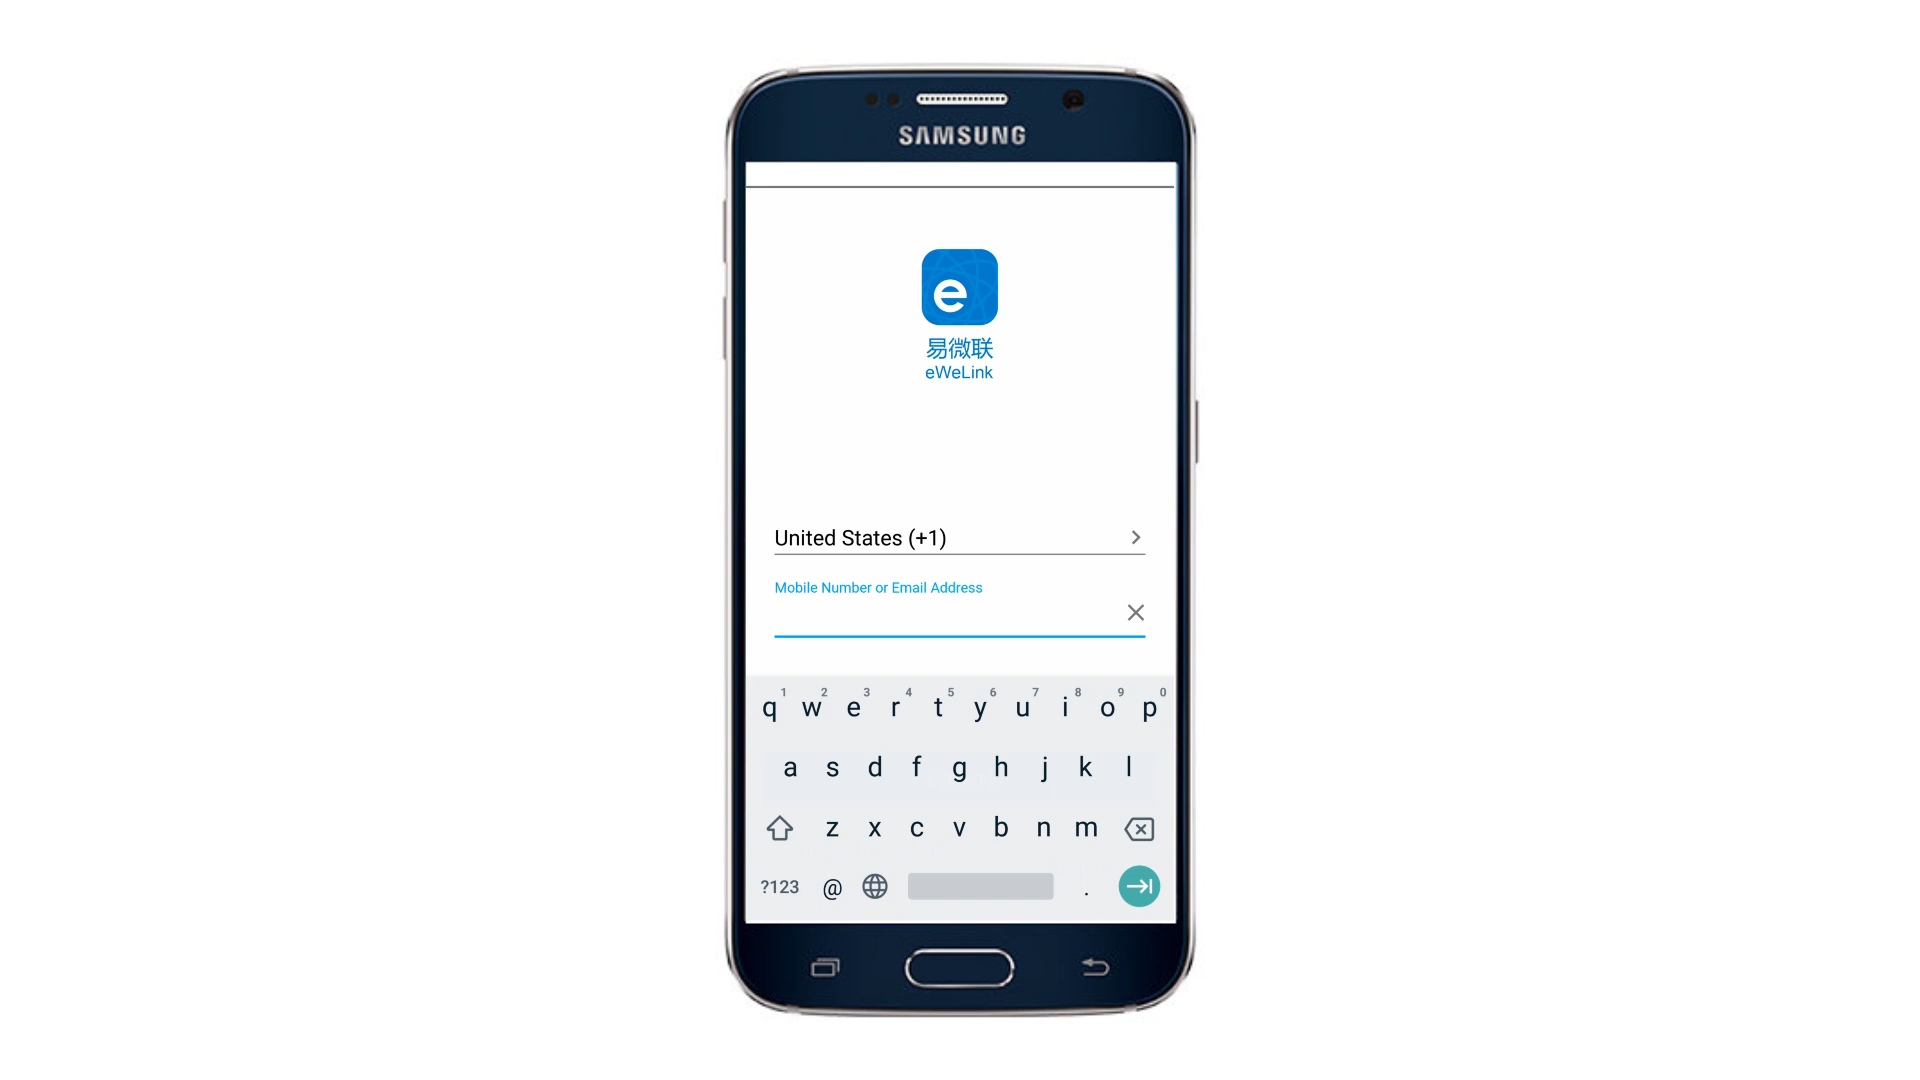 SAMSUNG
e
易微联
eWeLink
United States (+1)
Mobile Number or Email Address
1 2 3 4 5 6 7 8 9 0
q w e r t y u i o p
a s d f g h j k l
z x c v b n m
?123 @ .